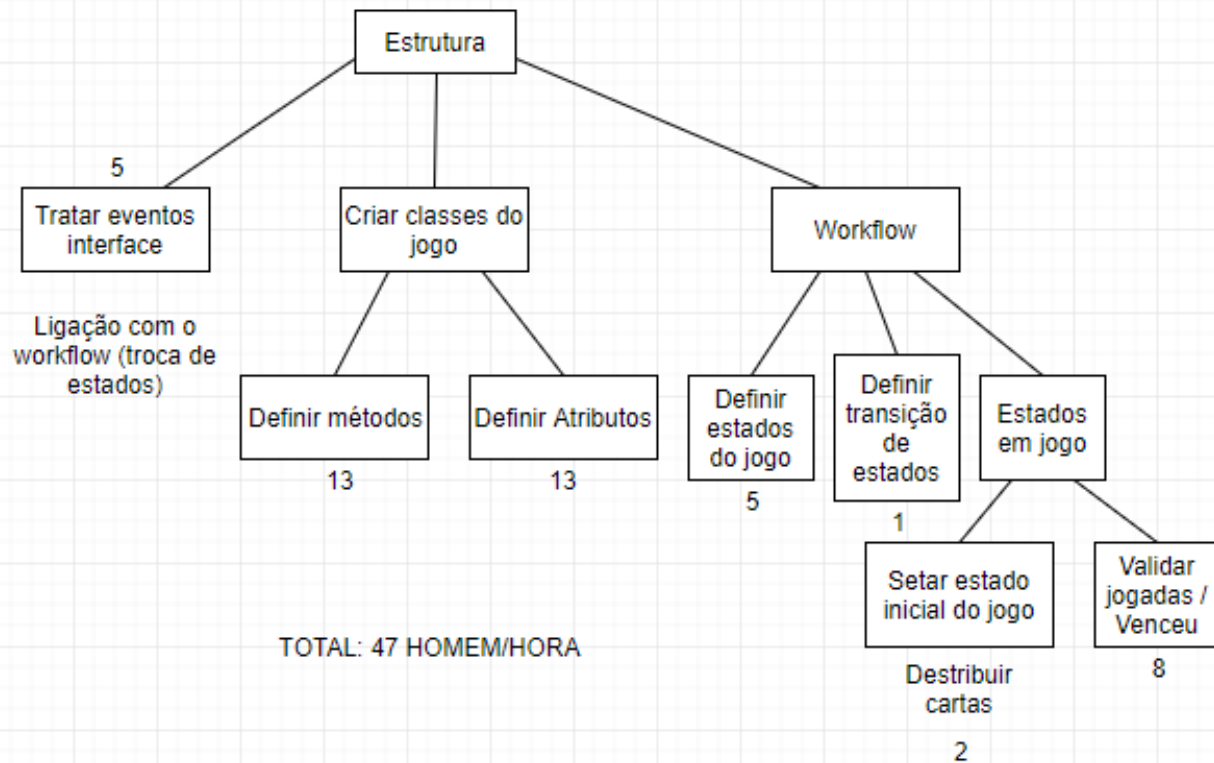 Estrutura
5
Tratar eventos
interface
Criar classes do
jogo
Workflow
Ligação com o
workflow (troca de
estados)
Definir métodos
13
Definir Atributos
13
Definir
estados
do jogo
5
Definir
transição
de
estados
1
Estados
em jogo
Setar estado
inicial do jogo
Destribuir
cartas
2
Validar
jogadas /
Venceu
8
TOTAL: 47 HOMEM/HORA